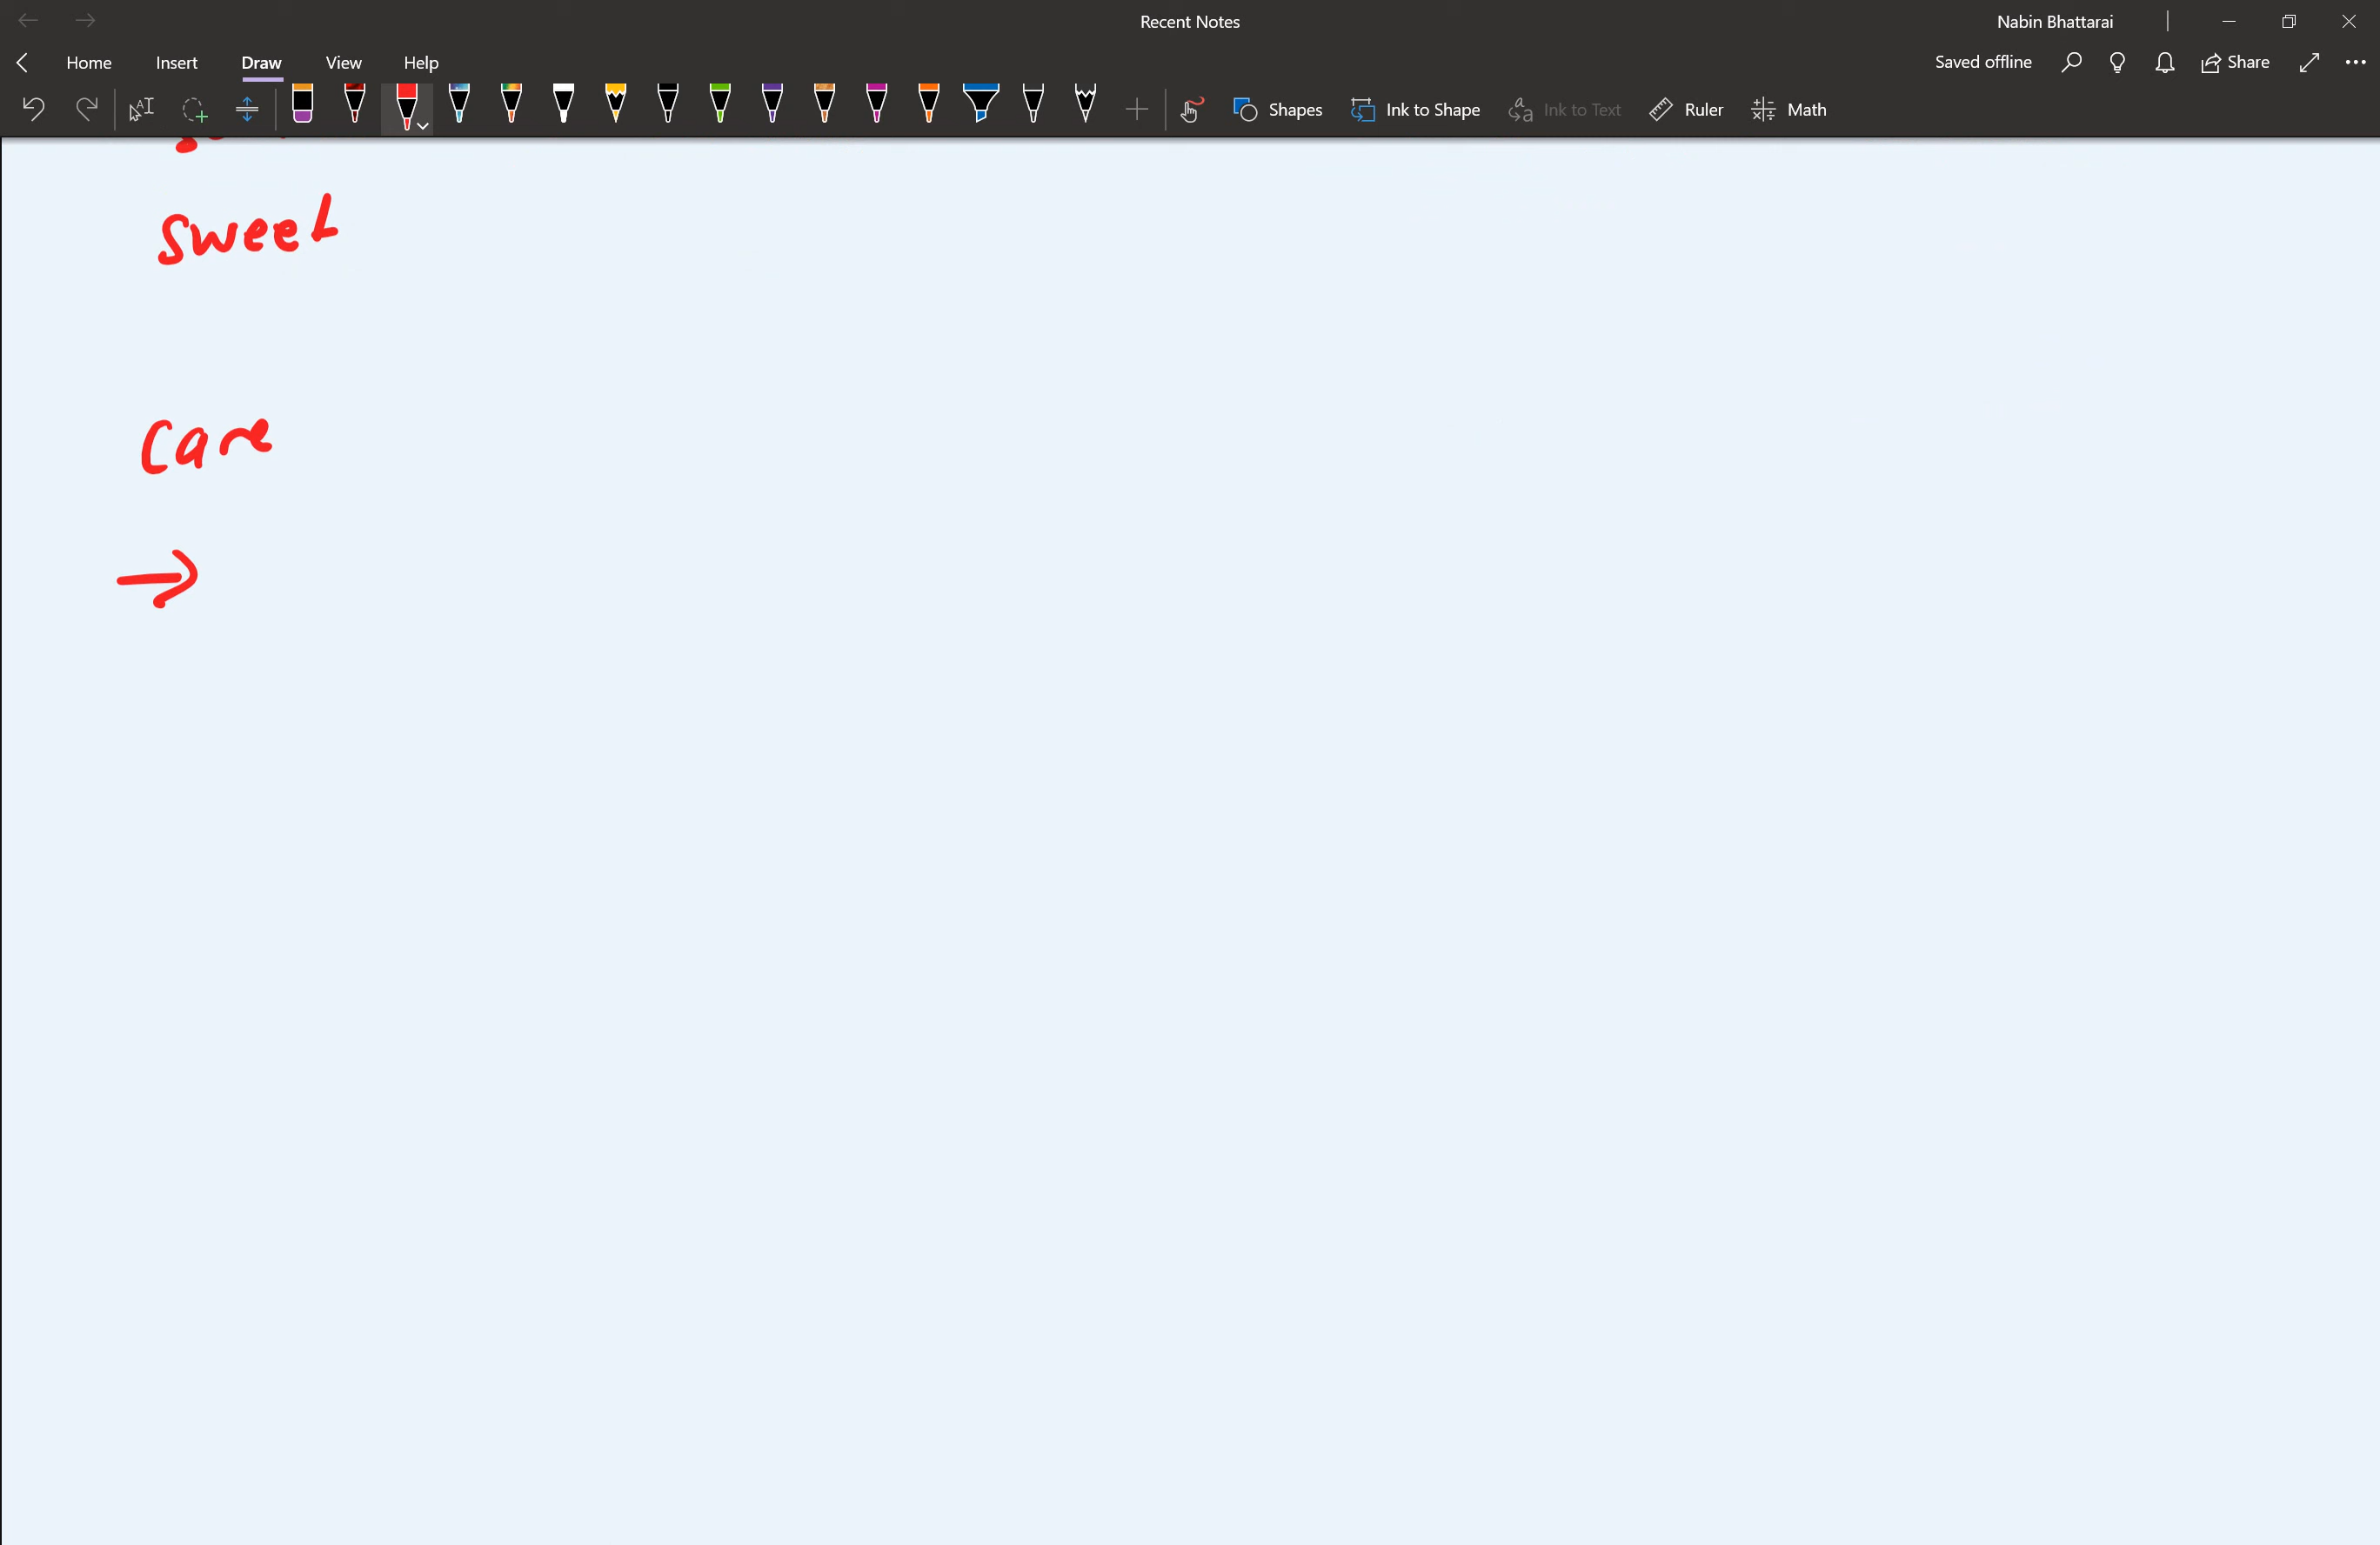 Recent Notes
Nabin Bhattarai
Home Insert Draw View Help
Saved offline
Share
Shapes Ink to Shape Ink to Text Ruler Math
sweet
Care
→